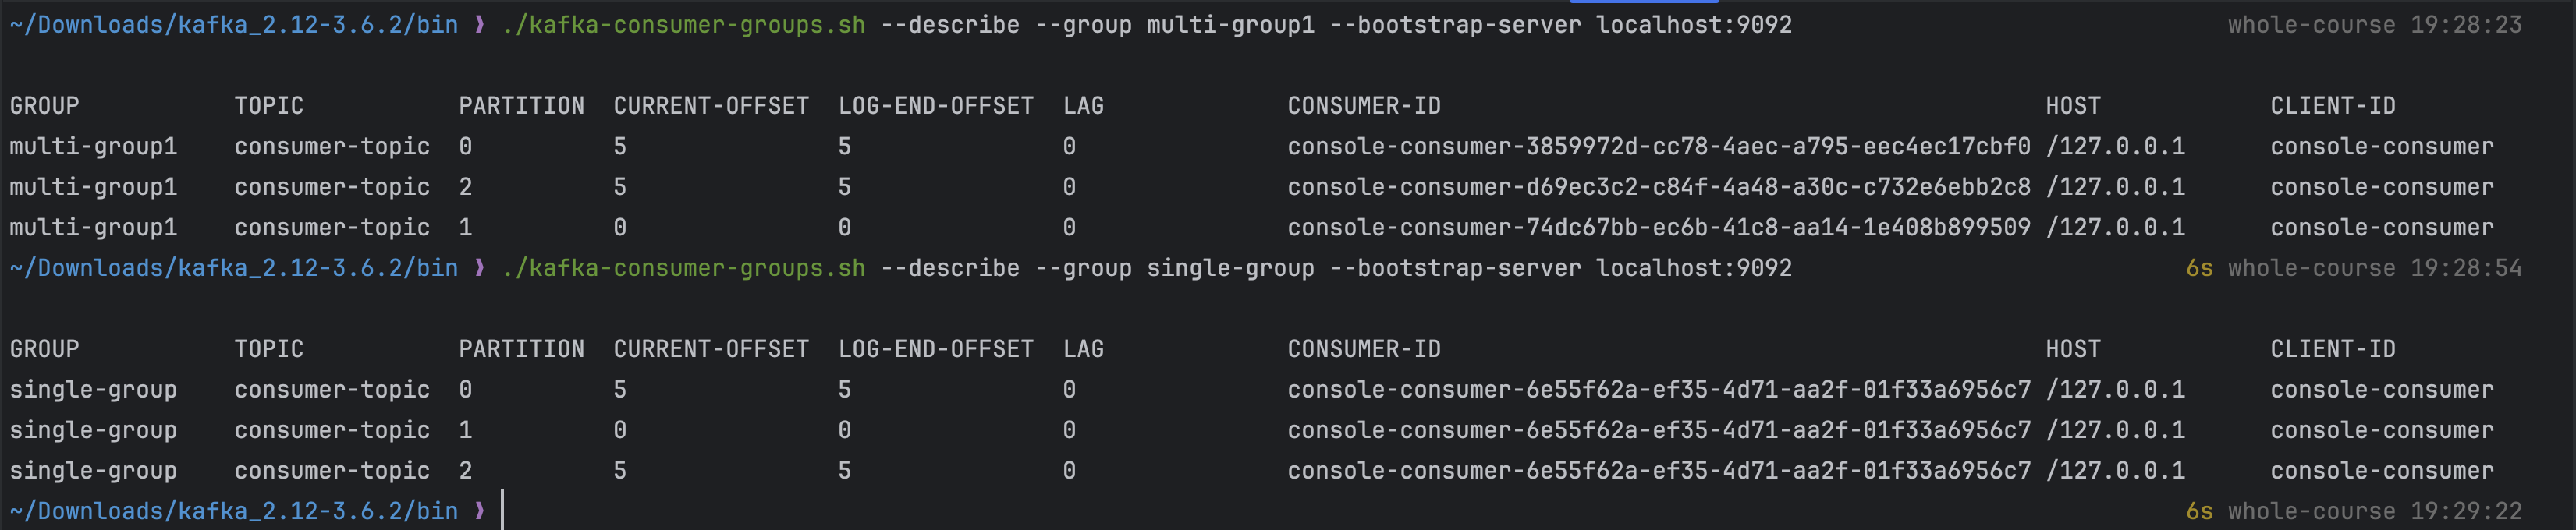 ~/Downloads/kafka_2.12-3.6.2/bin ❯ ./kafka-consumer-groups.sh --describe --group multi-group1 --bootstrap-server localhost:9092 whole-course 19:28:23
GROUP TOPIC PARTITION CURRENT-OFFSET LOG-END-OFFSET LAG CONSUMER-ID HOST CLIENT-ID
multi-group1 consumer-topic 0 5 5 0 console-consumer-3859972d-cc78-4aec-a795-eec4ec17cbf0 /127.0.0.1 console-consumer
multi-group1 consumer-topic 2 5 5 0 console-consumer-d69ec3c2-c84f-4a48-a30c-c732e6ebb2c8 /127.0.0.1 console-consumer
multi-group1 consumer-topic 1 0 0 0 console-consumer-74dc67bb-ec6b-41c8-aa14-1e408b899509 /127.0.0.1 console-consumer
~/Downloads/kafka_2.12-3.6.2/bin ❯ ./kafka-consumer-groups.sh --describe --group single-group --bootstrap-server localhost:9092 6s whole-course 19:28:54
GROUP TOPIC PARTITION CURRENT-OFFSET LOG-END-OFFSET LAG CONSUMER-ID HOST CLIENT-ID
single-group consumer-topic 0 5 5 0 console-consumer-6e55f62a-ef35-4d71-aa2f-01f33a6956c7 /127.0.0.1 console-consumer
single-group consumer-topic 1 0 0 0 console-consumer-6e55f62a-ef35-4d71-aa2f-01f33a6956c7 /127.0.0.1 console-consumer
single-group consumer-topic 2 5 5 0 console-consumer-6e55f62a-ef35-4d71-aa2f-01f33a6956c7 /127.0.0.1 console-consumer
~/Downloads/kafka_2.12-3.6.2/bin ❯ 6s whole-course 19:29:22